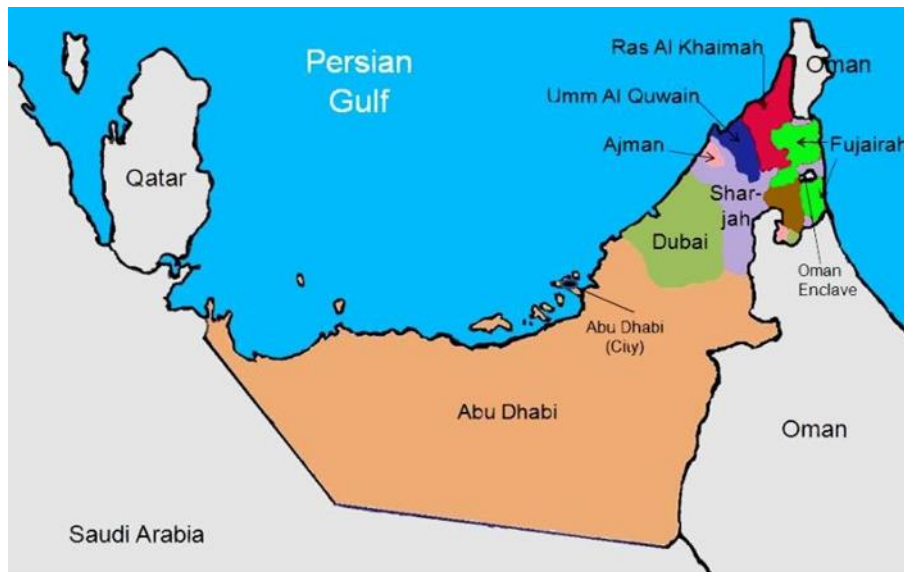 Ras Al Khaimah
Oman
Persian
Gulf
Umm Al Quwain
Ajman
Fujairah
Qatar
Shar-
jah
Dubai
Oman
Enclave
Abu Dhabi
(City)
Abu Dhabi
Oman
Saudi Arabia